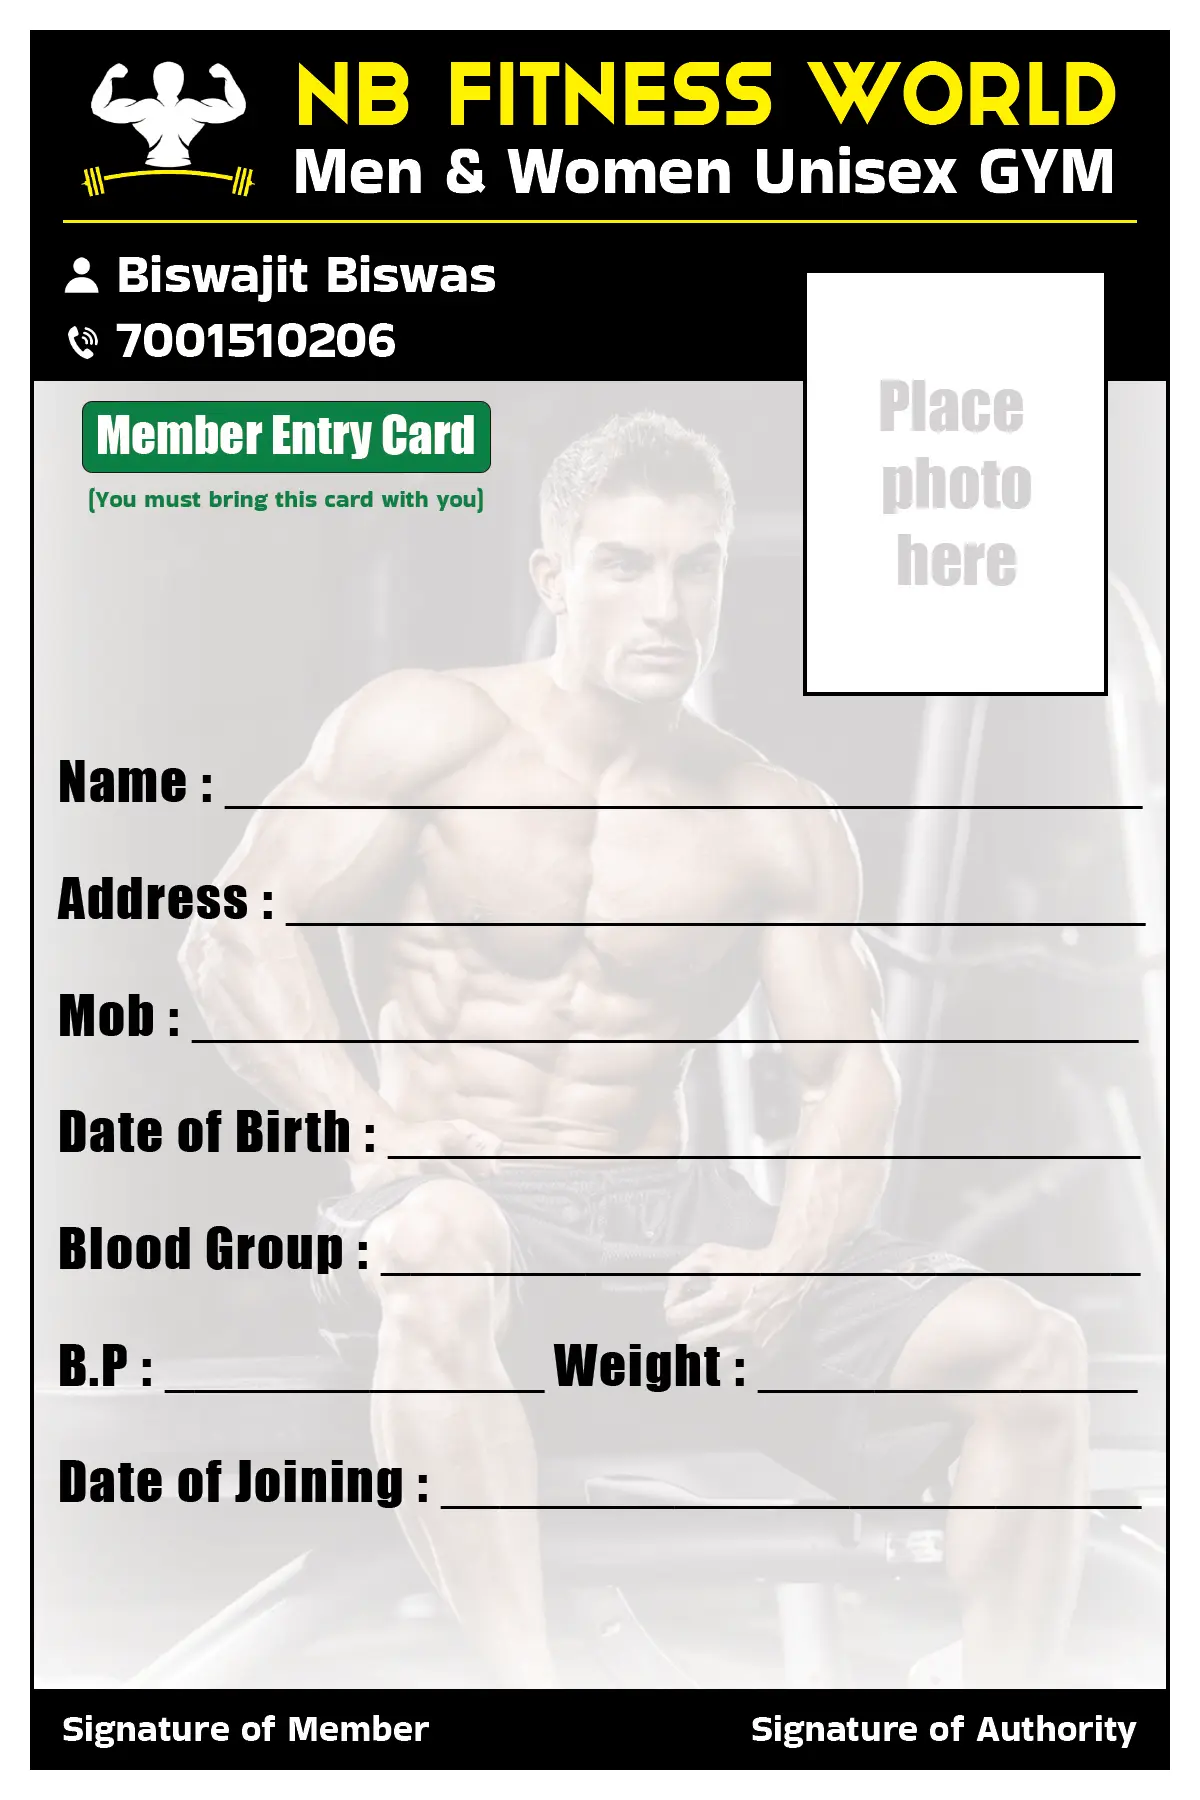 NB FITNESS WORLD
Men & Women Unisex GYM
Biswajit Biswas
7001510206
Member Entry Card
(You must bring this card with you)
Place
photo
here
Name :
Address :
Mob :
Date of Birth :
Blood Group :
B.P : Weight :
Date of Joining :
Signature of Member Signature of Authority